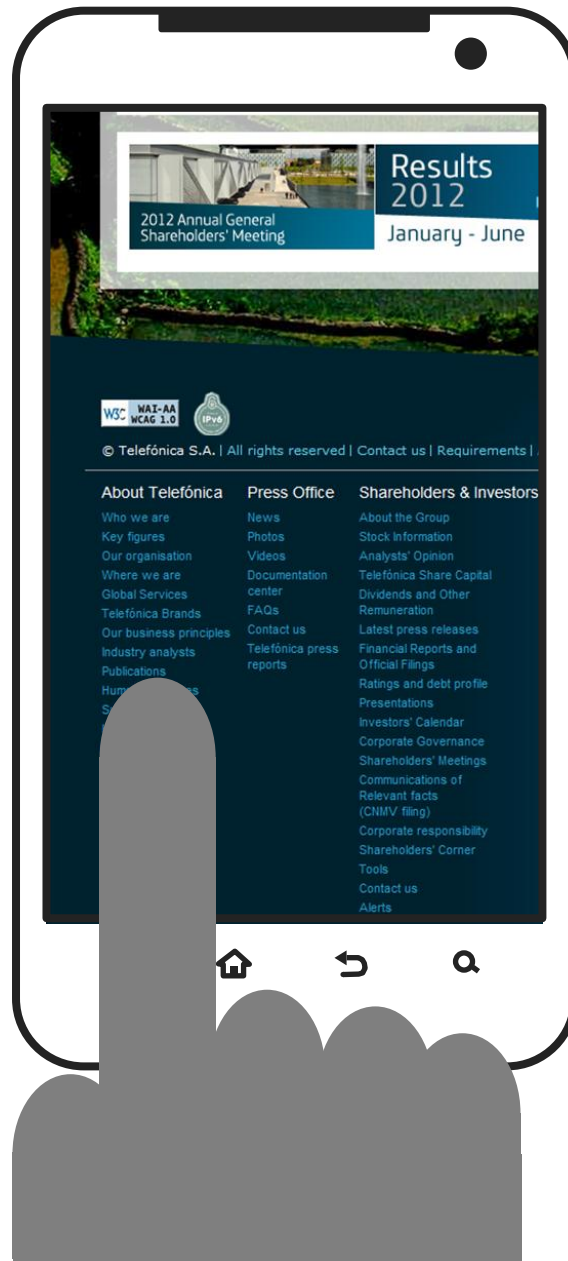 2012 Annual General
Shareholders' Meeting
Results
2012
January - June
W3C WAI-AA
WCAG 1.0
IPv6
© Telefónica S.A. | All rights reserved | Contact us | Requirements |
About Telefónica
Who we are
Key figures
Our organisation
Where we are
Global Services
Telefónica Brands
Our business principles
Industry analysts
Publications
Press Office
News
Photos
Videos
Documentation
center
FAQs
Contact us
Telefónica press
reports
Shareholders & Investors
About the Group
Stock Information
Analysts' Opinion
Telefónica Share Capital
Dividends and Other
Remuneration
Latest press releases
Financial Reports and
Official Filings
Ratings and debt profile
Presentations
Investors' Calendar
Corporate Governance
Shareholders' Meetings
Communications of
Relevant facts
(CNMV filing)
Corporate responsibility
Shareholders' Corner
Tools
Contact us
Alerts